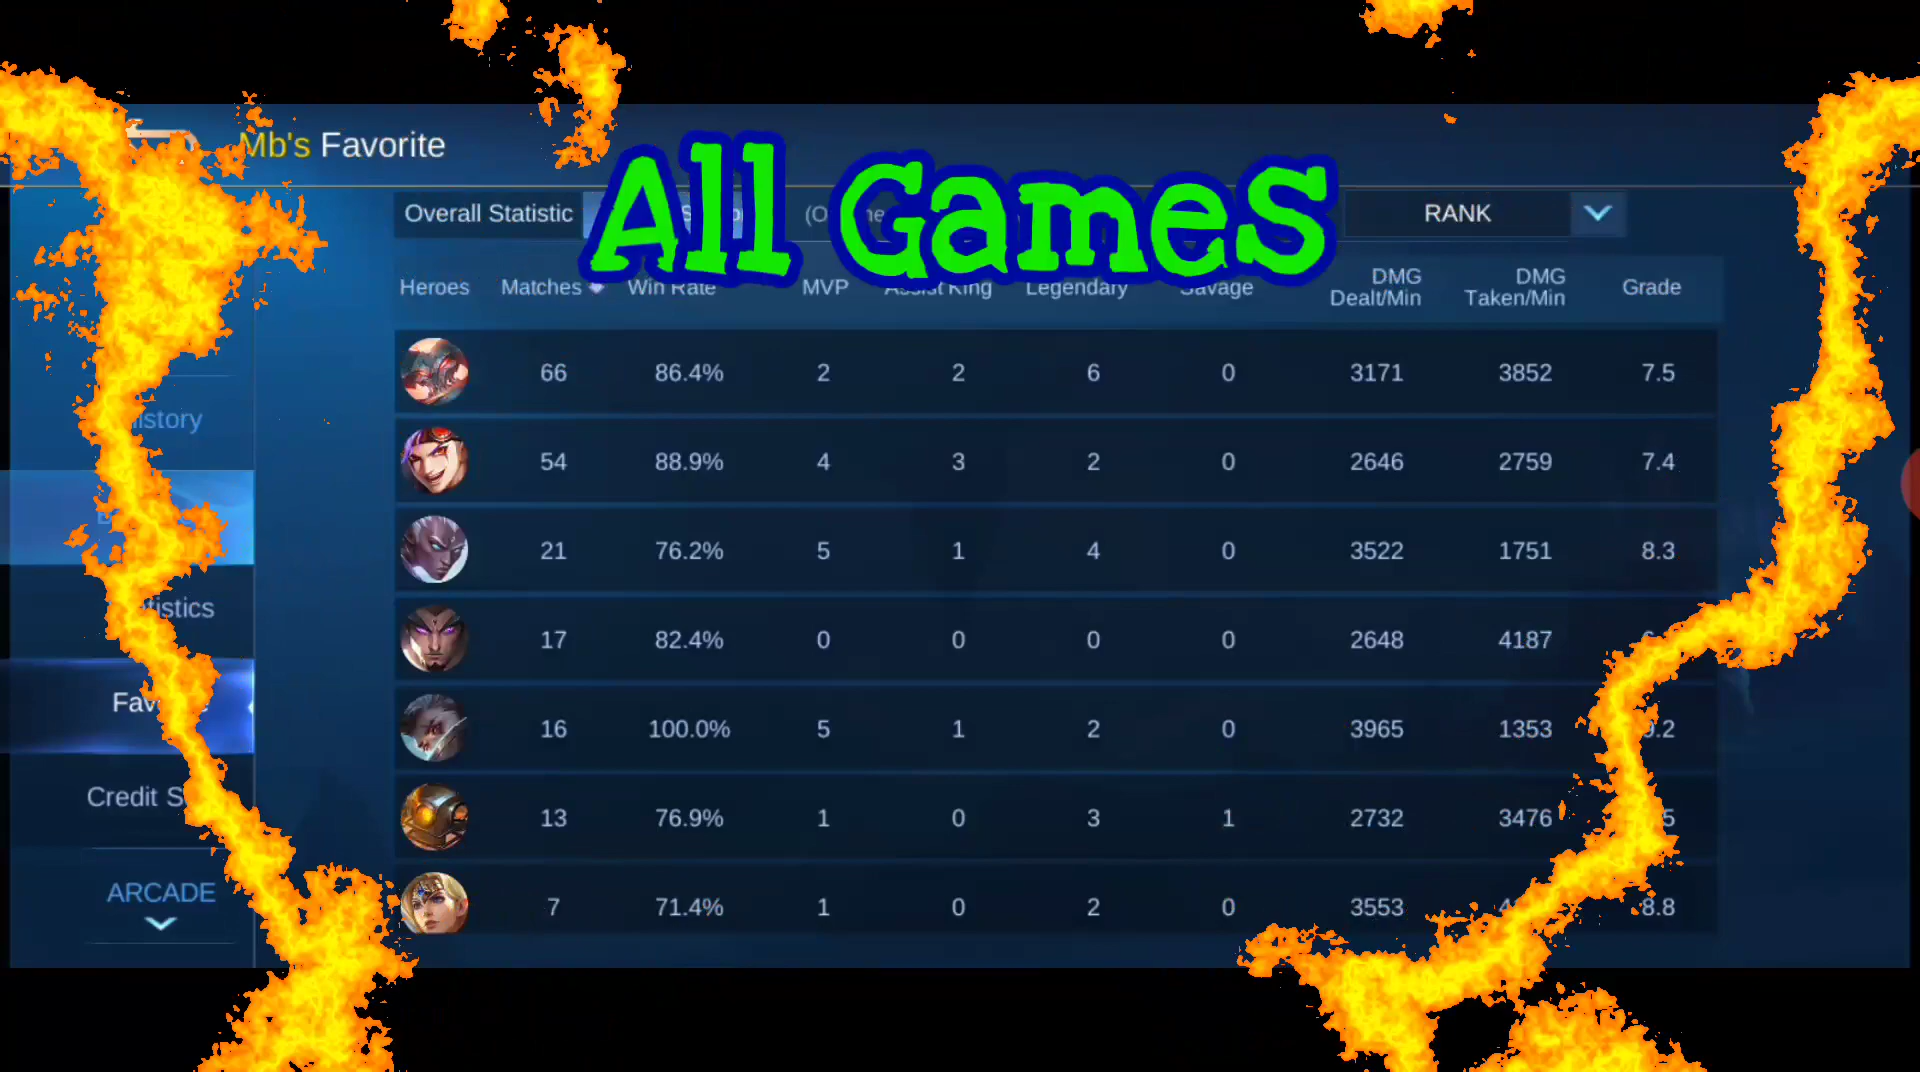 Mb's Favorite
All Games
Overall Statistic
RANK
Heroes Matches Win Rate MVP Assist King Legendary Savage DMG Dealt/Min DMG Taken/Min Grade
66 86.4% 2 2 6 0 3171 3852 7.5
54 88.9% 4 3 2 0 2646 2759 7.4
21 76.2% 5 1 4 0 3522 1751 8.3
17 82.4% 0 0 0 0 2648 4187
16 100.0% 5 1 2 0 3965 1353
13 76.9% 1 0 3 1 2732 3476
7 71.4% 1 0 2 0 3553 8.8
Credit
ARCADE